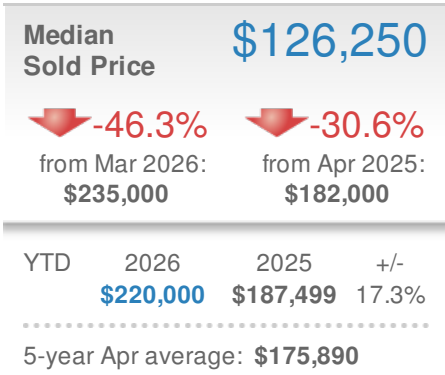 Median
Sold Price
$126,250
-46.3% -30.6%
from Mar 2026: from Apr 2025:
$235,000 $182,000
YTD 2026 2025 +/-
$220,000 $187,499 17.3%
5-year Apr average: $175,890